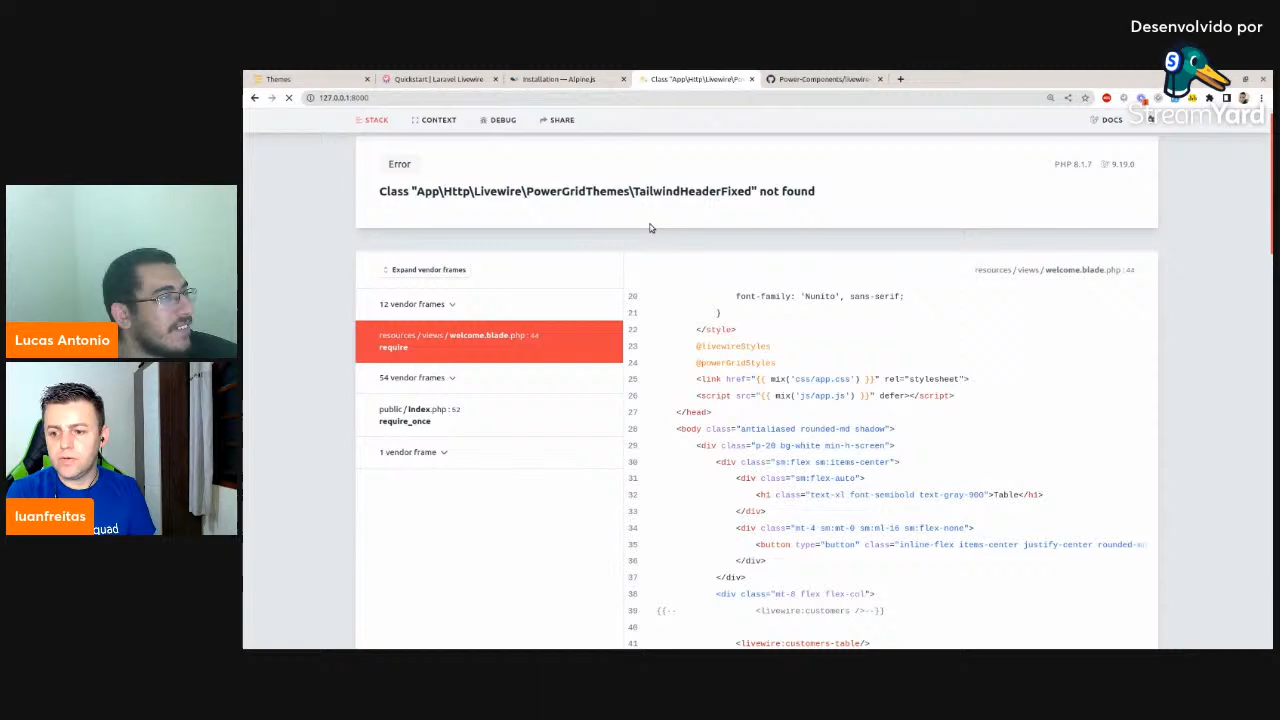 Desenvolvido por
S
StreamYard
Themes
Quickstart | Laravel Livewire
Installation — Alpine.js
Class "App\Http\Livewire\Po
Power-Components/livewire
127.0.0.1:8000
STACK
CONTEXT
DEBUG
SHARE
DOCS
Error
PHP 8.1.7
9.19.0
Class "App\Http\Livewire\PowerGridThemes\TailwindHeaderFixed" not found
Expand vendor frames
resources / views / welcome.blade.php : 44
12 vendor frames
resources / views / welcome.blade.php : 44
require
54 vendor frames
public / index.php : 52
require_once
1 vendor frame
20 font-family: 'Nunito', sans-serif;
21 }
22 </style>
23 @livewireStyles
24 @powerGridStyles
25 <link href="{{ mix('css/app.css') }}" rel="stylesheet">
26 <script src="{{ mix('js/app.js') }}" defer></script>
27 </head>
28 <body class="antialiased rounded-md shadow">
29 <div class="p-20 bg-white min-h-screen">
30 <div class="sm:flex sm:items-center">
31 <div class="sm:flex-auto">
32 <h1 class="text-xl font-semibold text-gray-900">Table</h1>
33 </div>
34 <div class="mt-4 sm:mt-0 sm:ml-16 sm:flex-none">
35 <button type="button" class="inline-flex items-center justify-center rounded-m
36 </div>
37 </div>
38 <div class="mt-8 flex flex-col">
39 {{-- <livewire:customers />--}}
40
41 <livewire:customers-table/>
Lucas Antonio
luanfreitas
quad